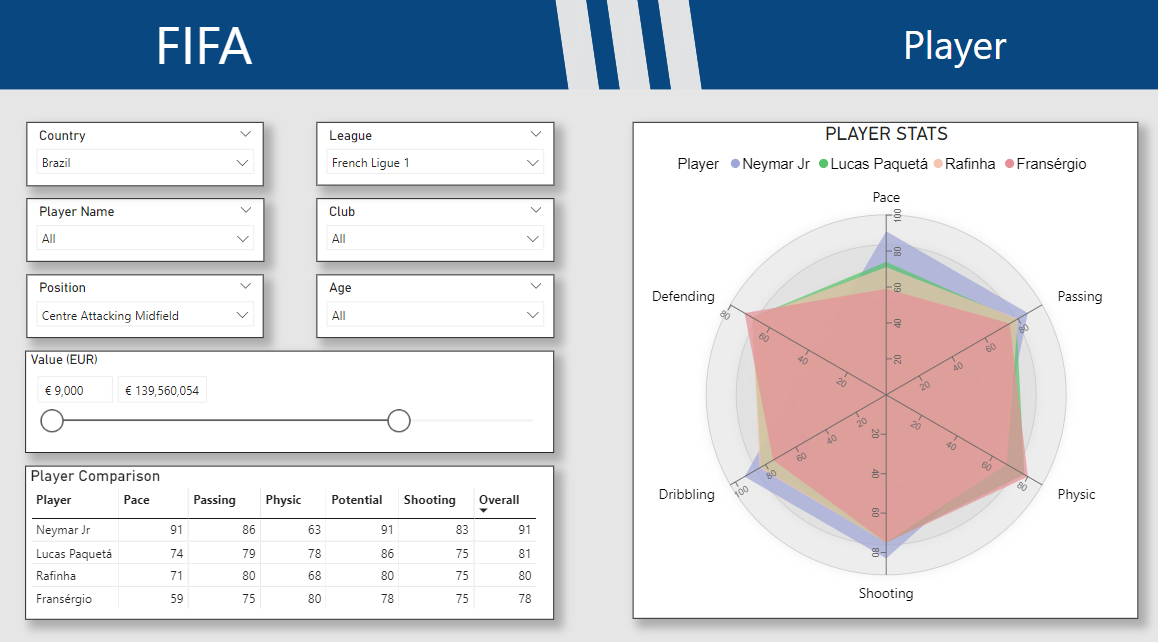 FIFA
Player
Country
Brazil
League
French Ligue 1
Player Name
All
Club
All
Position
Centre Attacking Midfield
Age
All
Value (EUR)
€ 9,000 € 139,560,054
Player Comparison
Player Pace Passing Physic Potential Shooting Overall
Neymar Jr 91 86 63 91 83 91
Lucas Paquetá 74 79 78 86 75 81
Rafinha 71 80 68 80 75 80
Fransérgio 59 75 80 78 75 78
PLAYER STATS
Player Neymar Jr Lucas Paquetá Rafinha Fransérgio
Pace
100
80
60
40
20
Passing
80
60
40
20
Physic
80
60
40
20
Shooting
80
60
40
20
Dribbling
100
80
60
40
20
Defending
80
60
40
20